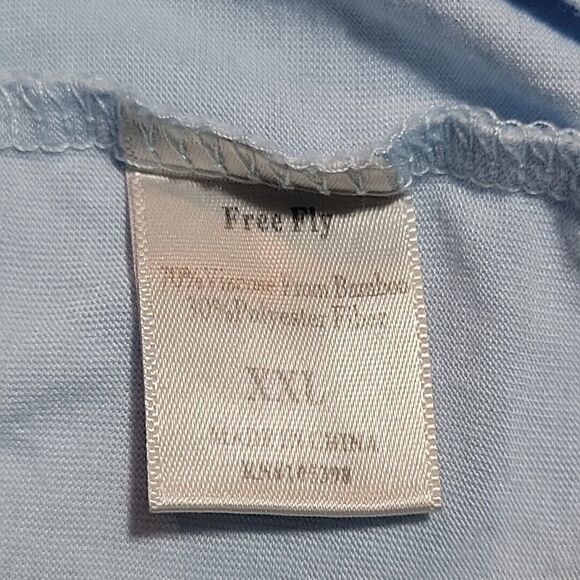 Free Fly
70% Viscose From Bamboo
30% Polyester Fiber
XXL
MADE IN CHINA